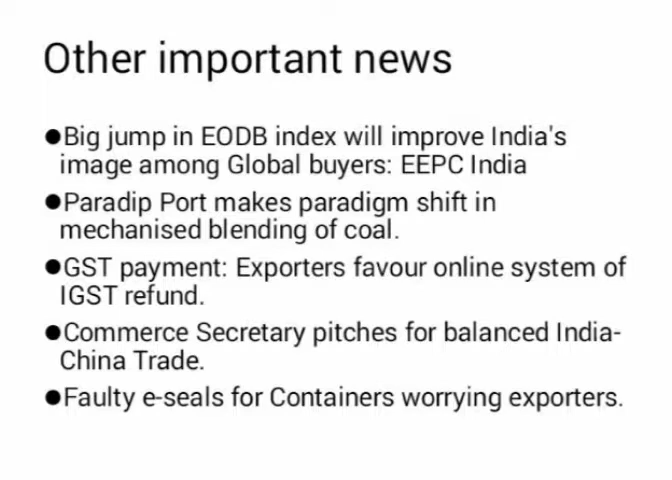 Other important news
●Big jump in EODB index will improve India's
image among Global buyers: EEPC India
●Paradip Port makes paradigm shift in
mechanised blending of coal.
●GST payment: Exporters favour online system of
IGST refund.
●Commerce Secretary pitches for balanced India-
China Trade.
●Faulty e-seals for Containers worrying exporters.